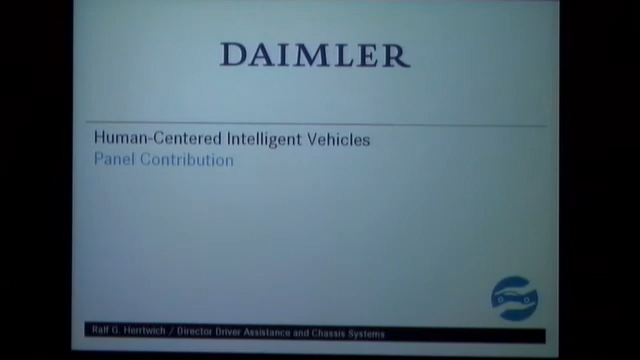 DAIMLER
Human-Centered Intelligent Vehicles
Panel Contribution
Ralf G. Herrtwich / Director Driver Assistance and Chassis Systems